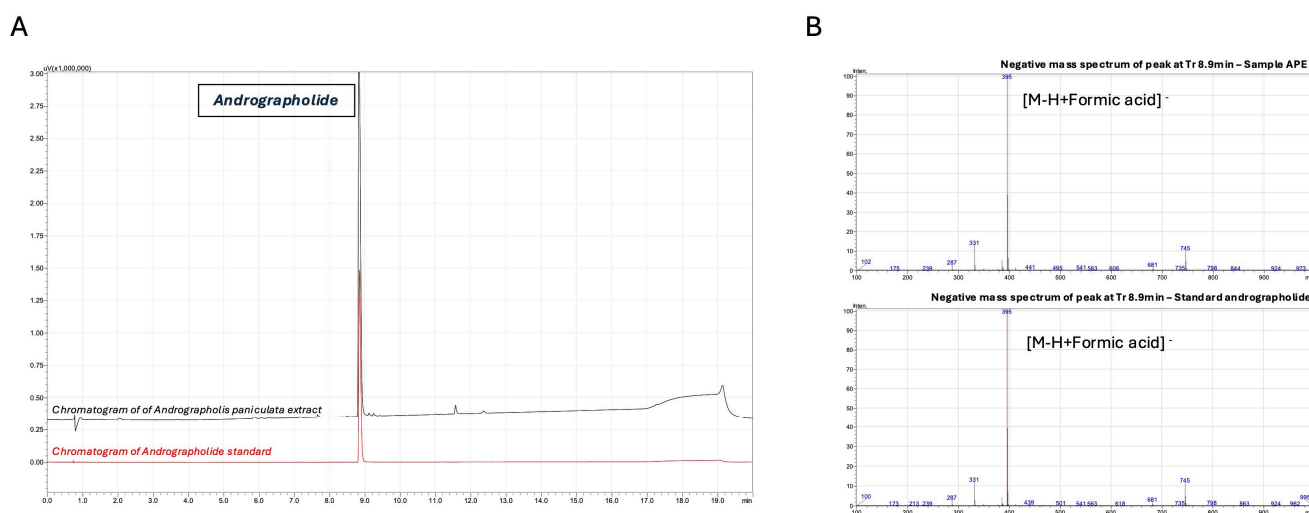 A
uV(x1,000,000)
3.00
2.75
2.50
2.25
2.00
1.75
1.50
1.25
1.00
0.75
0.50
0.25
0.00
Andrographolide
Chromatogram of of Andrographolis paniculata extract
Chromatogram of Andrographolide standard
0.0 1.0 2.0 3.0 4.0 5.0 6.0 7.0 8.0 9.0 10.0 11.0 12.0 13.0 14.0 15.0 16.0 17.0 18.0 19.0 min
B
Negative mass spectrum of peak at Tr 8.9min – Sample APE
Inten.
100
90
80
70
60
50
40
30
20
10
0
395
[M-H+Formic acid] -
102 175 239 287 331 441 495 541 563 606 681 735 745 798 844 924 973
100 200 300 400 500 600 700 800 900 m
Negative mass spectrum of peak at Tr 8.9min – Standard andrographolide
Inten.
100
90
80
70
60
50
40
30
20
10
0
395
[M-H+Formic acid] -
100 173 213 239 287 331 439 501 541 563 618 681 735 745 798 863 924 962 995
100 200 300 400 500 600 700 800 900 m